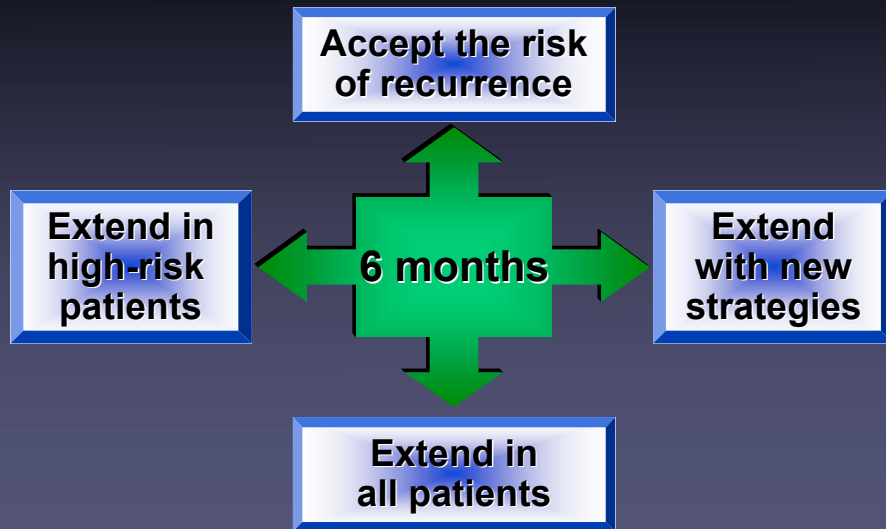 Accept the risk
of recurrence
Extend in
high-risk
patients
6 months
Extend
with new
strategies
Extend in
all patients